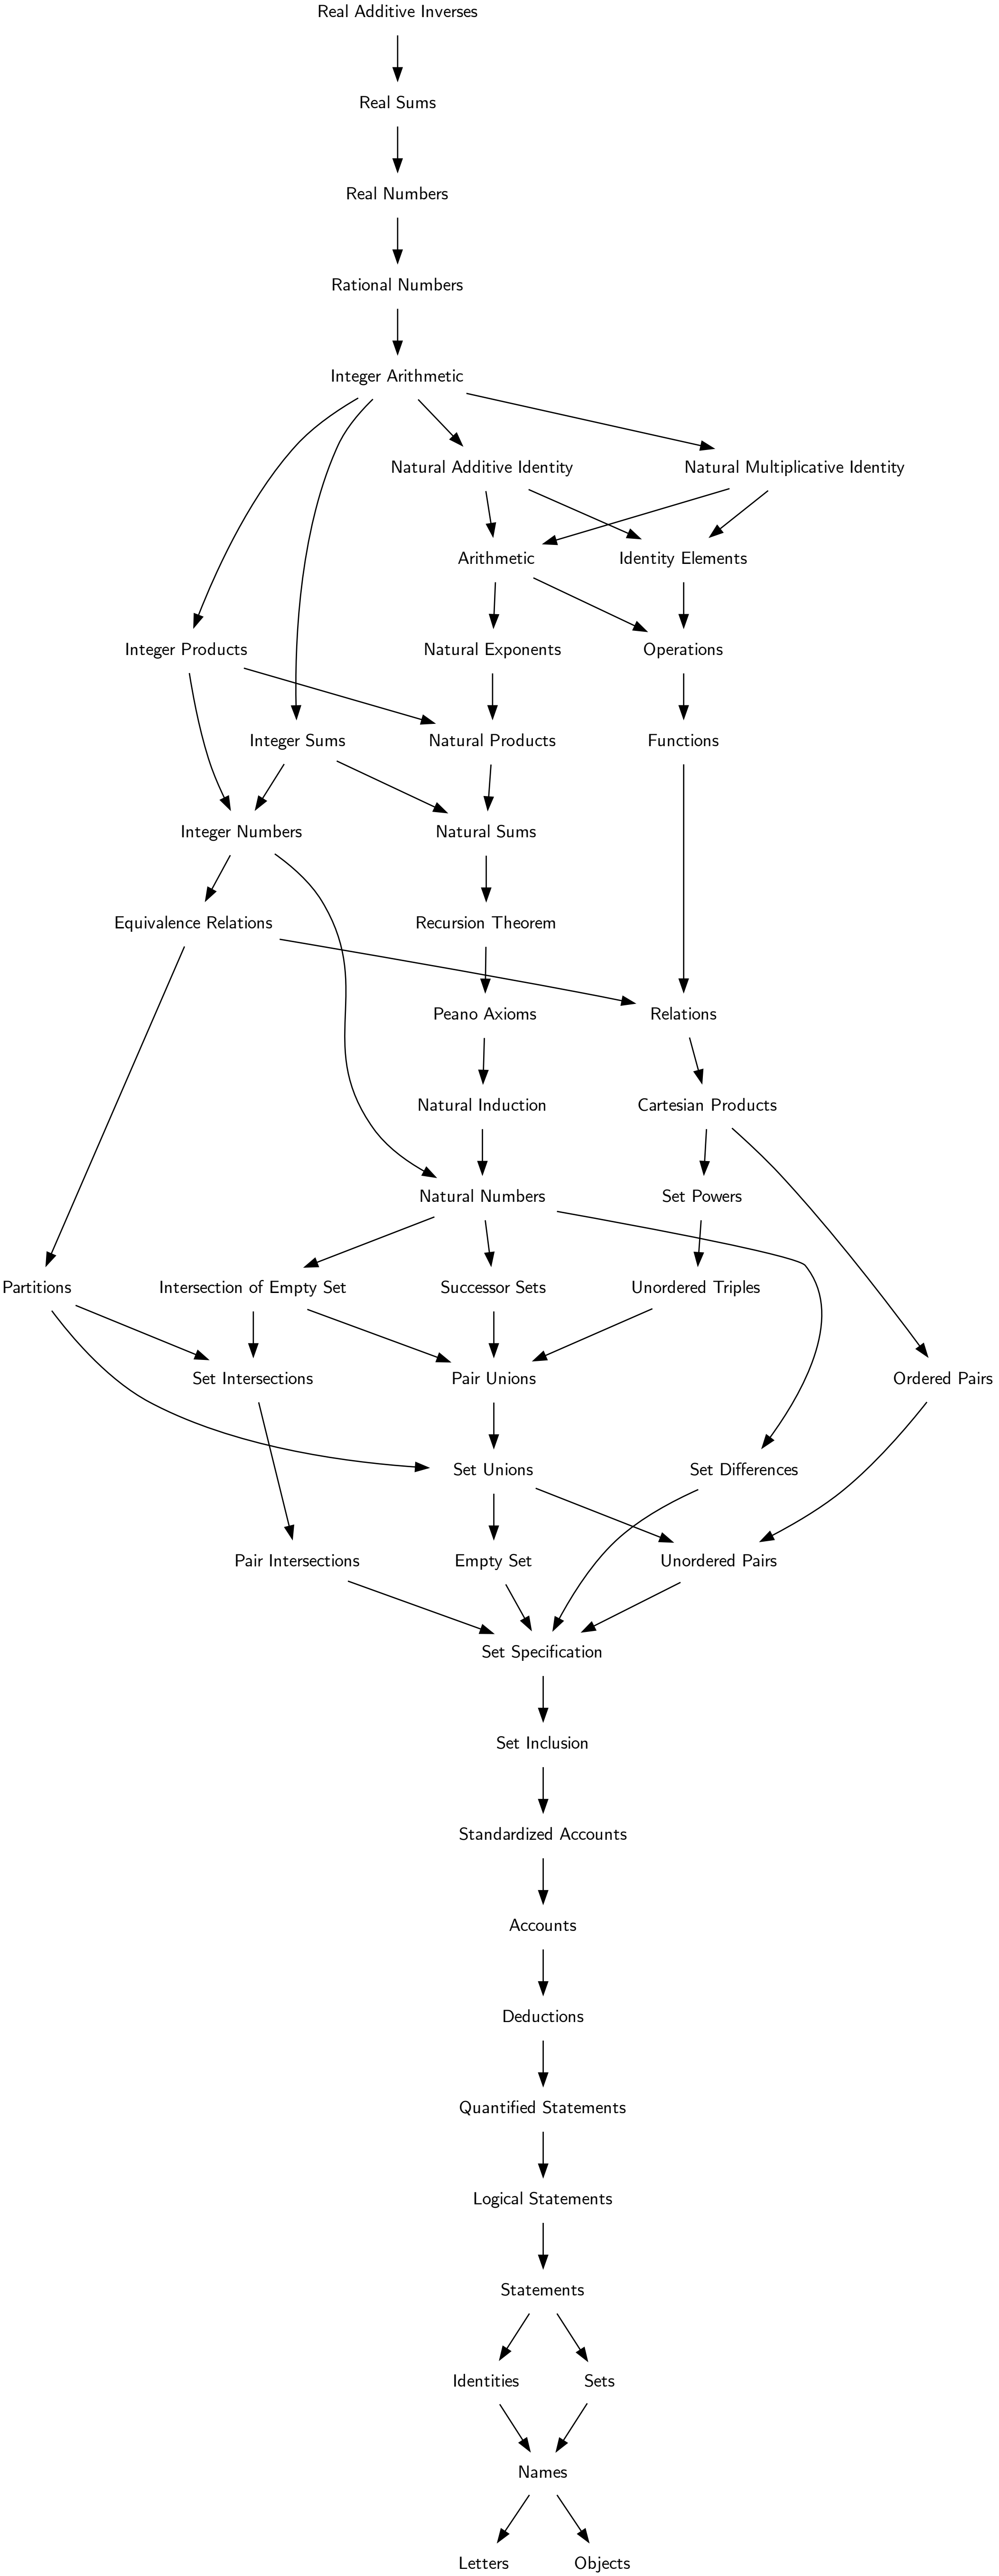 Real Additive Inverses
Real Sums
Real Numbers
Rational Numbers
Integer Arithmetic
Natural Additive Identity
Natural Multiplicative Identity
Arithmetic
Identity Elements
Integer Products
Natural Exponents
Operations
Integer Sums
Natural Products
Functions
Integer Numbers
Natural Sums
Equivalence Relations
Recursion Theorem
Peano Axioms
Relations
Natural Induction
Cartesian Products
Natural Numbers
Set Powers
Partitions
Intersection of Empty Set
Successor Sets
Unordered Triples
Set Intersections
Pair Unions
Ordered Pairs
Set Unions
Set Differences
Pair Intersections
Empty Set
Unordered Pairs
Set Specification
Set Inclusion
Standardized Accounts
Accounts
Deductions
Quantified Statements
Logical Statements
Statements
Identities
Sets
Names
Letters
Objects